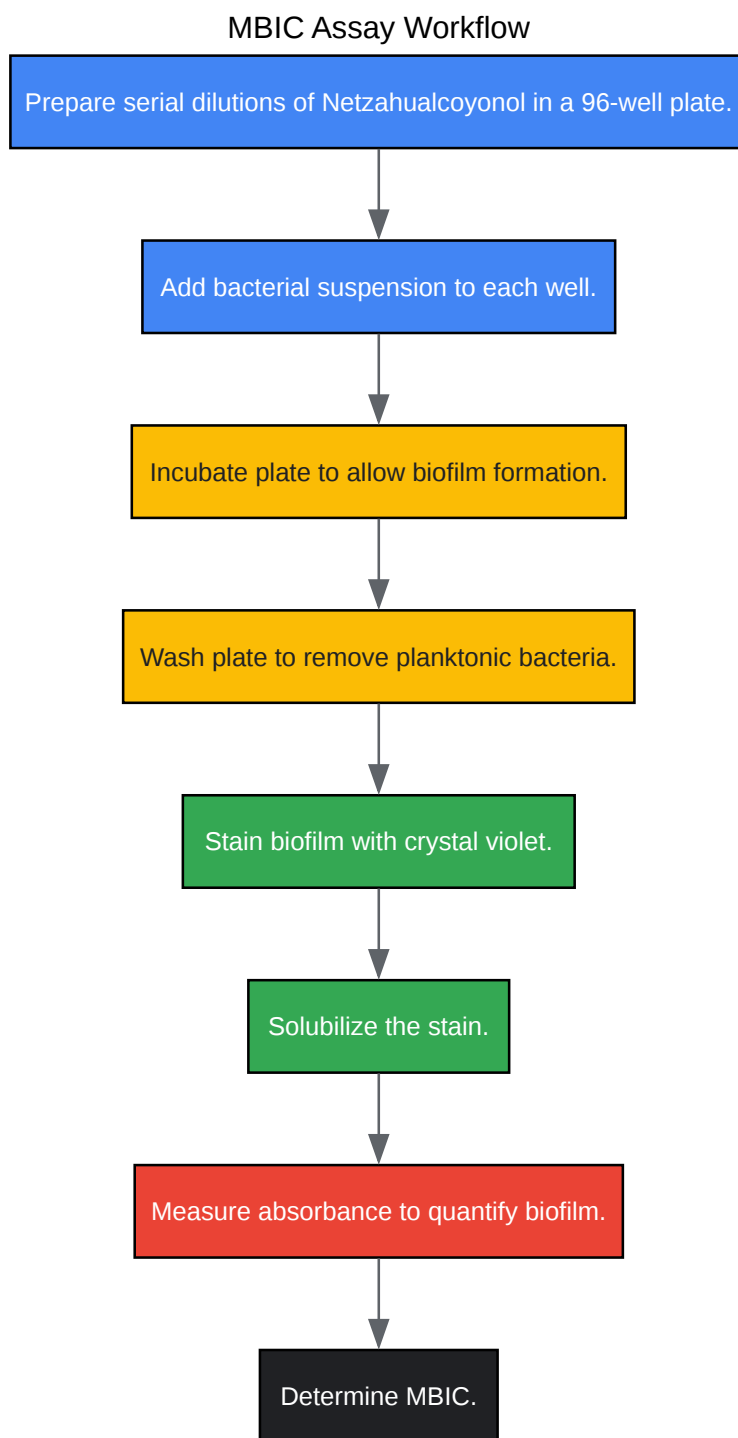 MBIC Assay Workflow
Prepare serial dilutions of Netzahualcoyonol in a 96-well plate.
Add bacterial suspension to each well.
Incubate plate to allow biofilm formation.
Wash plate to remove planktonic bacteria.
Stain biofilm with crystal violet.
Solubilize the stain.
Measure absorbance to quantify biofilm.
Determine MBIC.